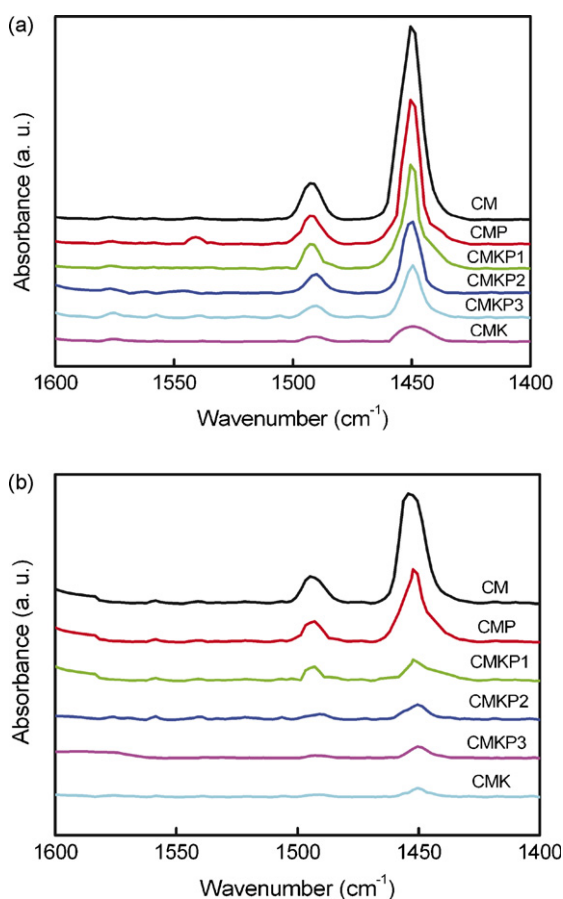 (a)
Absorbance (a. u.)
CM
CMP
CMKP1
CMKP2
CMKP3
CMK
1600 1550 1500 1450 1400
Wavenumber (cm⁻¹)
(b)
Absorbance (a. u.)
CM
CMP
CMKP1
CMKP2
CMKP3
CMK
1600 1550 1500 1450 1400
Wavenumber (cm⁻¹)